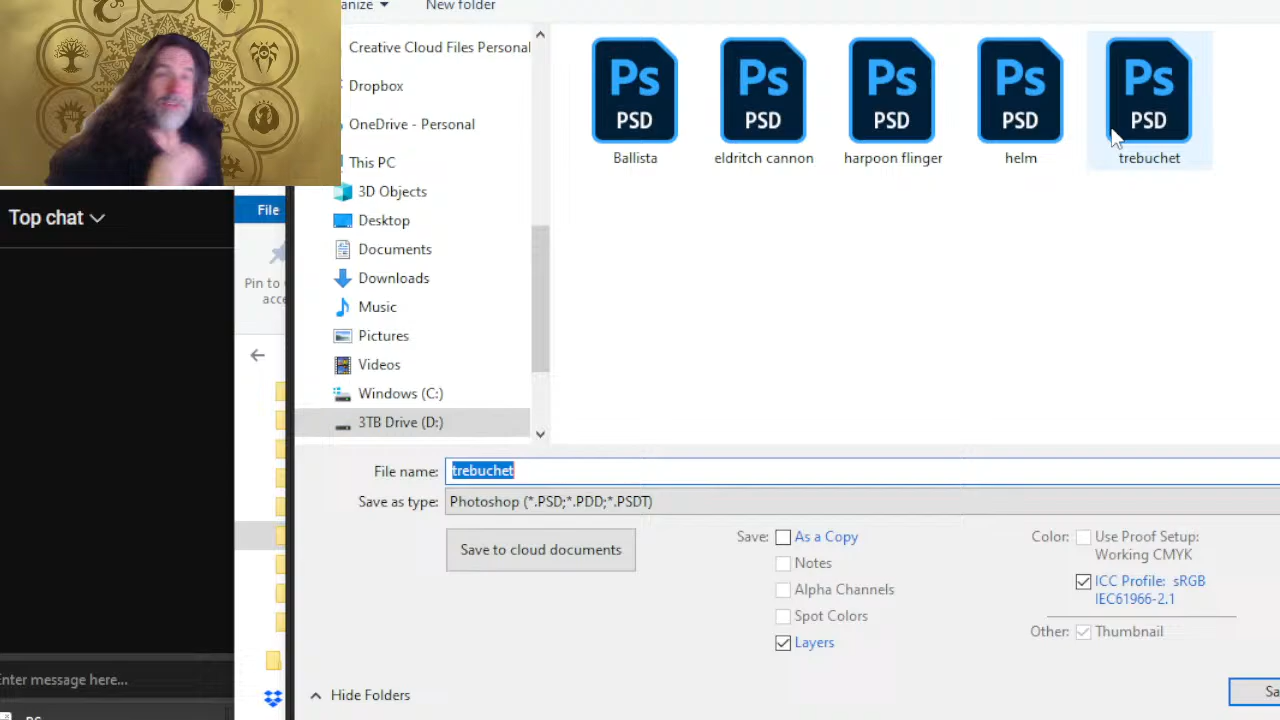 New folder
Creative Cloud Files Personal
Dropbox
OneDrive - Personal
This PC
3D Objects
Desktop
Documents
Downloads
Music
Pictures
Videos
Windows (C:)
3TB Drive (D:)
Ps
PSD
Ballista
Ps
PSD
eldritch cannon
Ps
PSD
harpoon flinger
Ps
PSD
helm
Ps
PSD
trebuchet
Top chat
File
Pin to
File name: trebuchet
Save as type: Photoshop (*.PSD;*.PDD;*.PSDT)
Save to cloud documents
Save: As a Copy
Notes
Alpha Channels
Spot Colors
Layers
Color: Use Proof Setup:
Working CMYK
ICC Profile: sRGB
IEC61966-2.1
Other: Thumbnail
Hide Folders
Enter message here...